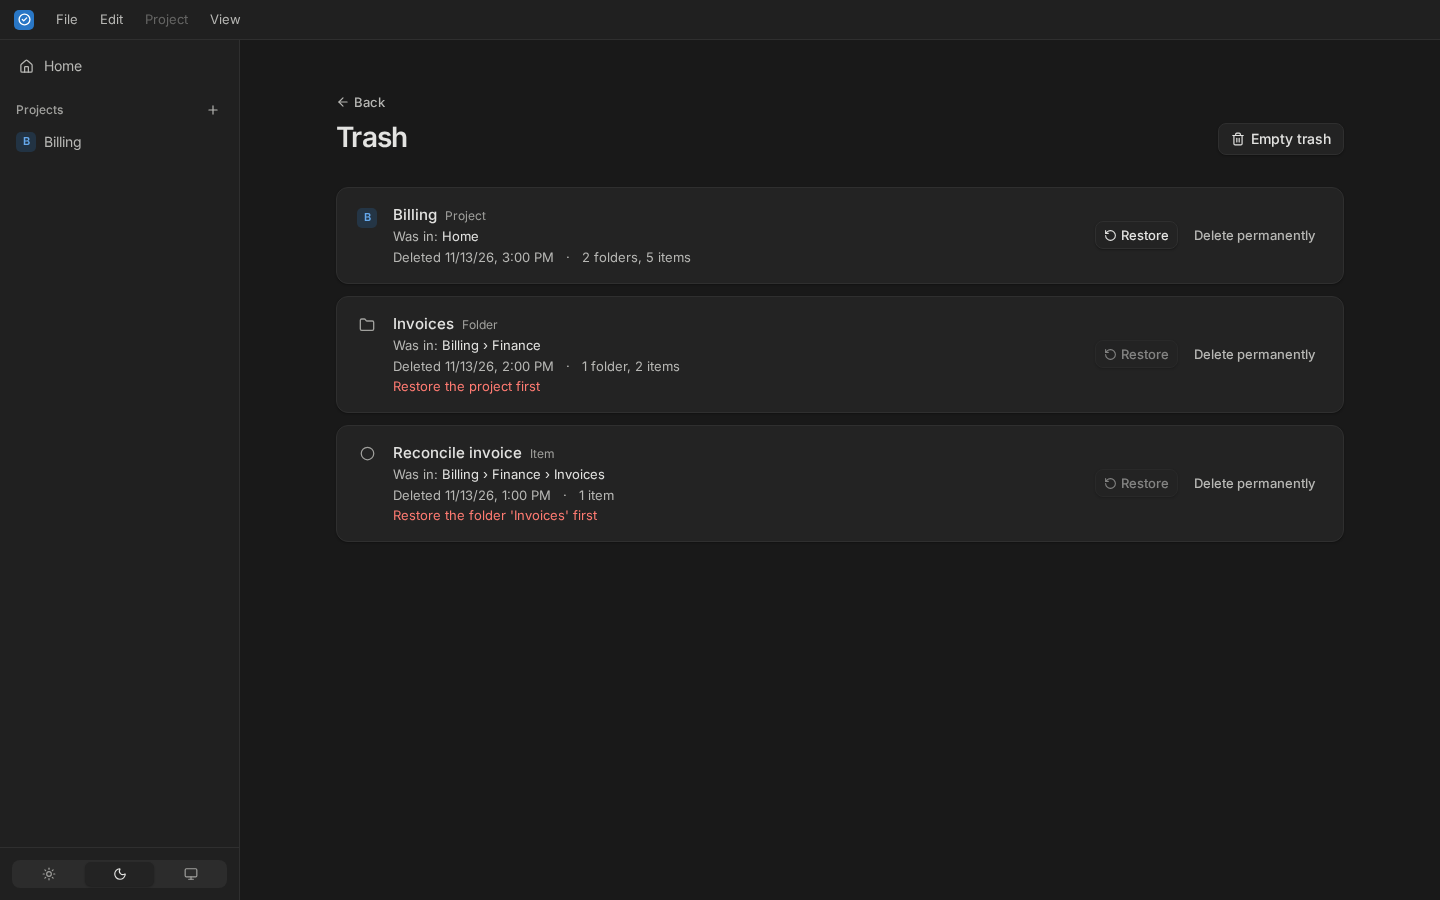 File Edit Project View
Home
Projects
B Billing
Back
Trash
Empty trash
B
Billing Project
Was in: Home
Deleted 11/13/26, 3:00 PM · 2 folders, 5 items
Restore Delete permanently
Invoices Folder
Was in: Billing › Finance
Deleted 11/13/26, 2:00 PM · 1 folder, 2 items
Restore the project first
Restore Delete permanently
Reconcile invoice Item
Was in: Billing › Finance › Invoices
Deleted 11/13/26, 1:00 PM · 1 item
Restore the folder 'Invoices' first
Restore Delete permanently